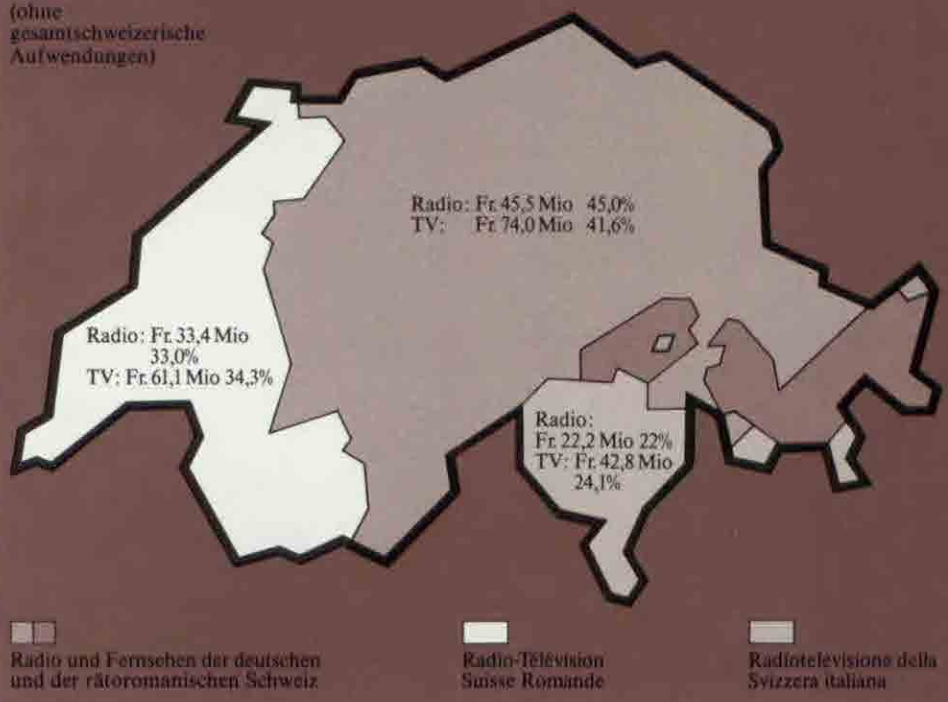 (ohne
gesamtschweizerische
Aufwendungen)
Radio: Fr. 45,5 Mio 45,0%
TV: Fr. 74,0 Mio 41,6%
Radio: Fr. 33,4 Mio
33,0%
TV: Fr. 61,1 Mio 34,3%
Radio:
Fr. 22,2 Mio 22%
TV: Fr. 42,8 Mio
24,1%
Radio und Fernsehen der deutschen
und der rätoromanischen Schweiz
Radio-Télévision
Suisse Romande
Radiotelevisione della
Svizzera italiana